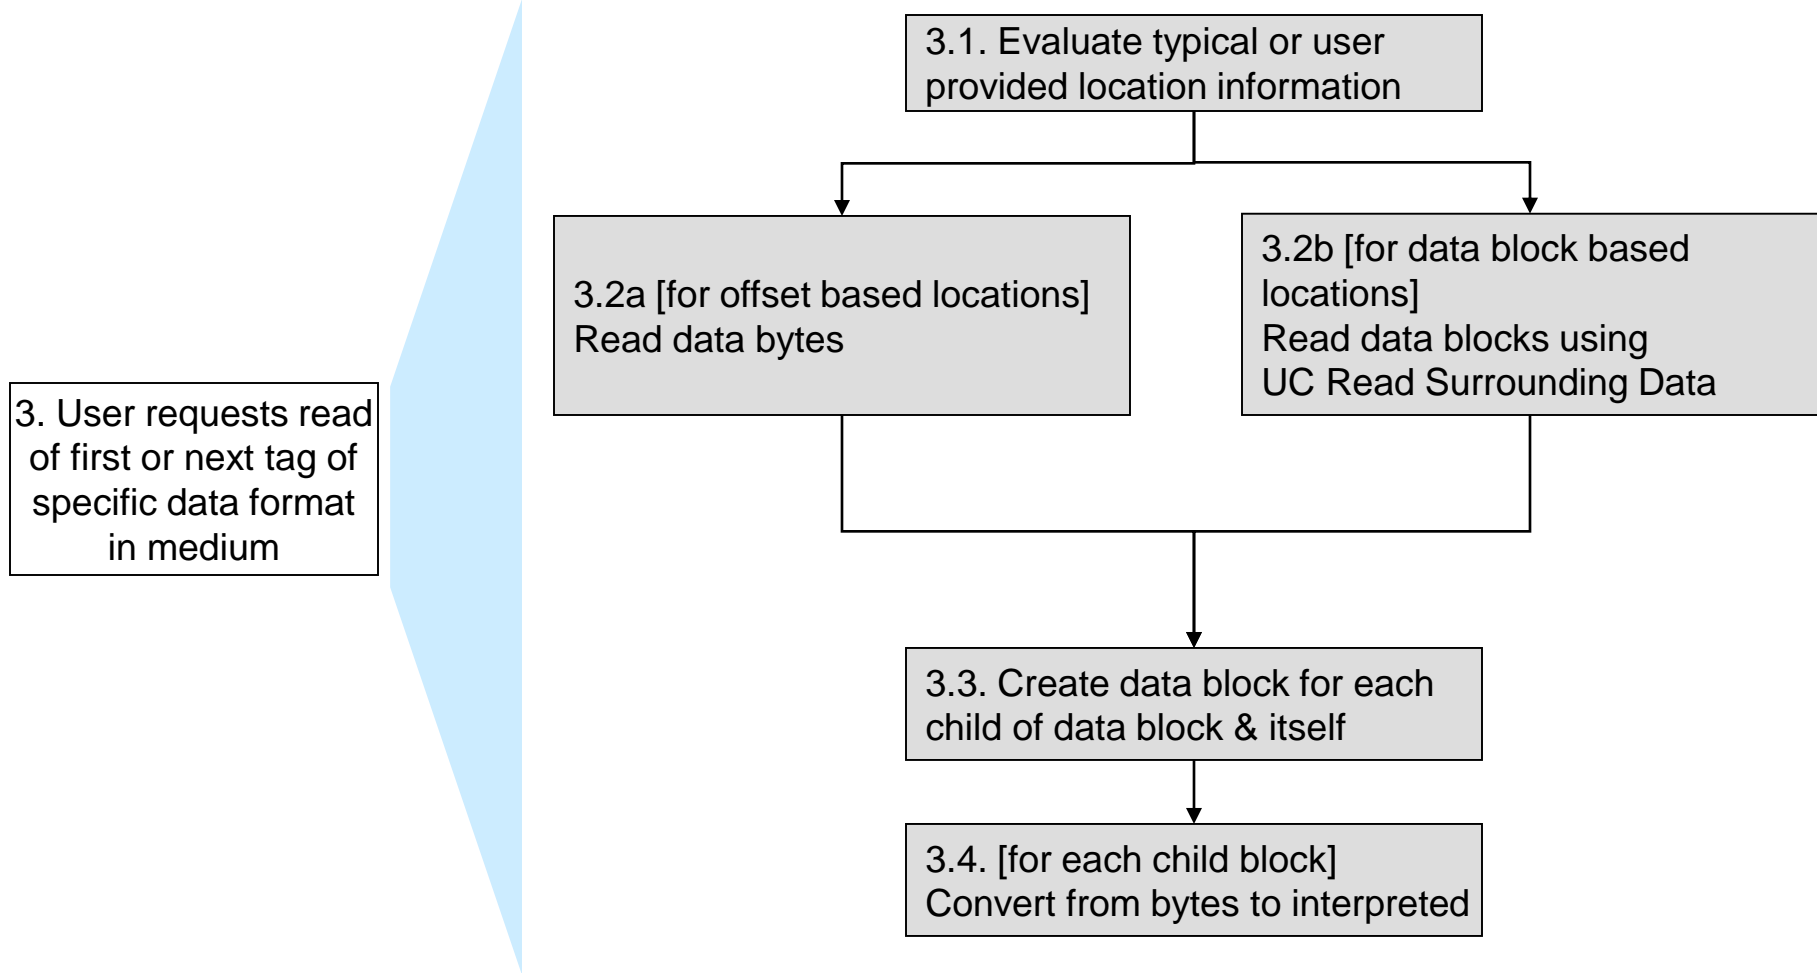 3.1. Evaluate typical or user
provided location information
3.2a [for offset based locations]
Read data bytes
3.2b [for data block based
locations]
Read data blocks using
UC Read Surrounding Data
3. User requests read
of first or next tag of
specific data format
in medium
3.3. Create data block for each
child of data block & itself
3.4. [for each child block]
Convert from bytes to interpreted